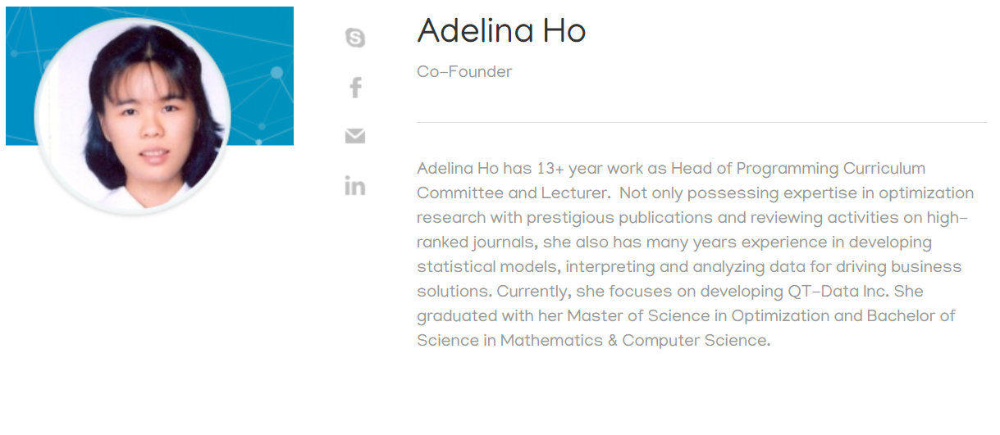 Adelina Ho
Co-Founder
Adelina Ho has 13+ year work as Head of Programming Curriculum
Committee and Lecturer.  Not only possessing expertise in optimization
research with prestigious publications and reviewing activities on high-
ranked journals, she also has many years experience in developing
statistical models, interpreting and analyzing data for driving business
solutions. Currently, she focuses on developing QT-Data Inc. She
graduated with her Master of Science in Optimization and Bachelor of
Science in Mathematics & Computer Science.